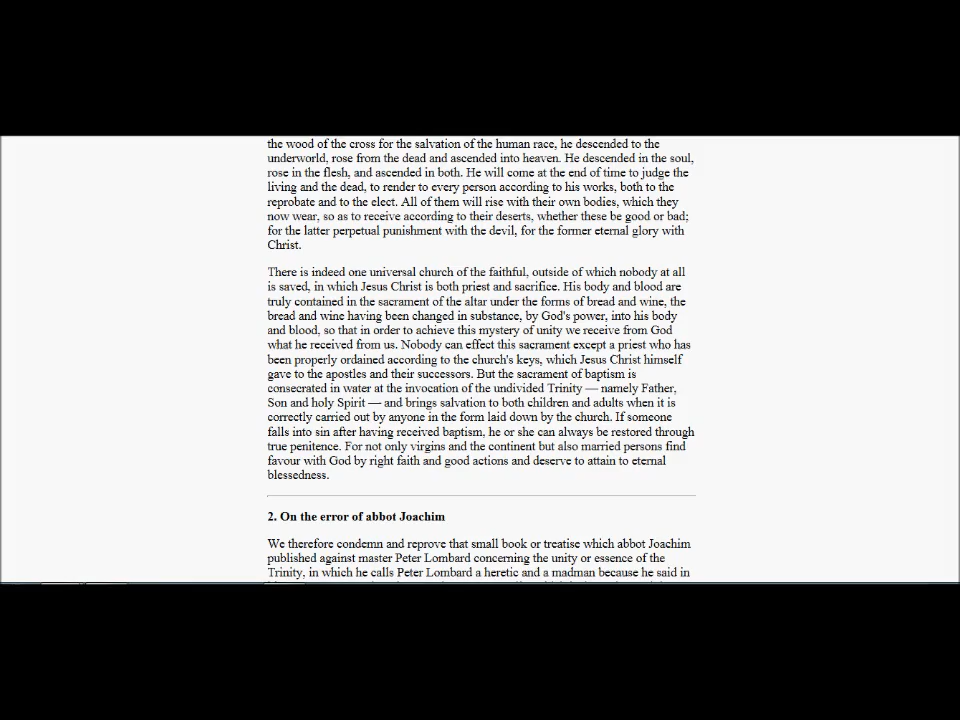 the wood of the cross for the salvation of the human race, he descended to the
underworld, rose from the dead and ascended into heaven. He descended in the soul,
rose in the flesh, and ascended in both. He will come at the end of time to judge the
living and the dead, to render to every person according to his works, both to the
reprobate and to the elect. All of them will rise with their own bodies, which they
now wear, so as to receive according to their deserts, whether these be good or bad;
for the latter perpetual punishment with the devil, for the former eternal glory with
Christ.
There is indeed one universal church of the faithful, outside of which nobody at all
is saved, in which Jesus Christ is both priest and sacrifice. His body and blood are
truly contained in the sacrament of the altar under the forms of bread and wine, the
bread and wine having been changed in substance, by God's power, into his body
and blood, so that in order to achieve this mystery of unity we receive from God
what he received from us. Nobody can effect this sacrament except a priest who has
been properly ordained according to the church's keys, which Jesus Christ himself
gave to the apostles and their successors. But the sacrament of baptism is
consecrated in water at the invocation of the undivided Trinity — namely Father,
Son and holy Spirit — and brings salvation to both children and adults when it is
correctly carried out by anyone in the form laid down by the church. If someone
falls into sin after having received baptism, he or she can always be restored through
true penitence. For not only virgins and the continent but also married persons find
favour with God by right faith and good actions and deserve to attain to eternal
blessedness.
2. On the error of abbot Joachim
We therefore condemn and reprove that small book or treatise which abbot Joachim
published against master Peter Lombard concerning the unity or essence of the
Trinity, in which he calls Peter Lombard a heretic and a madman because he said in